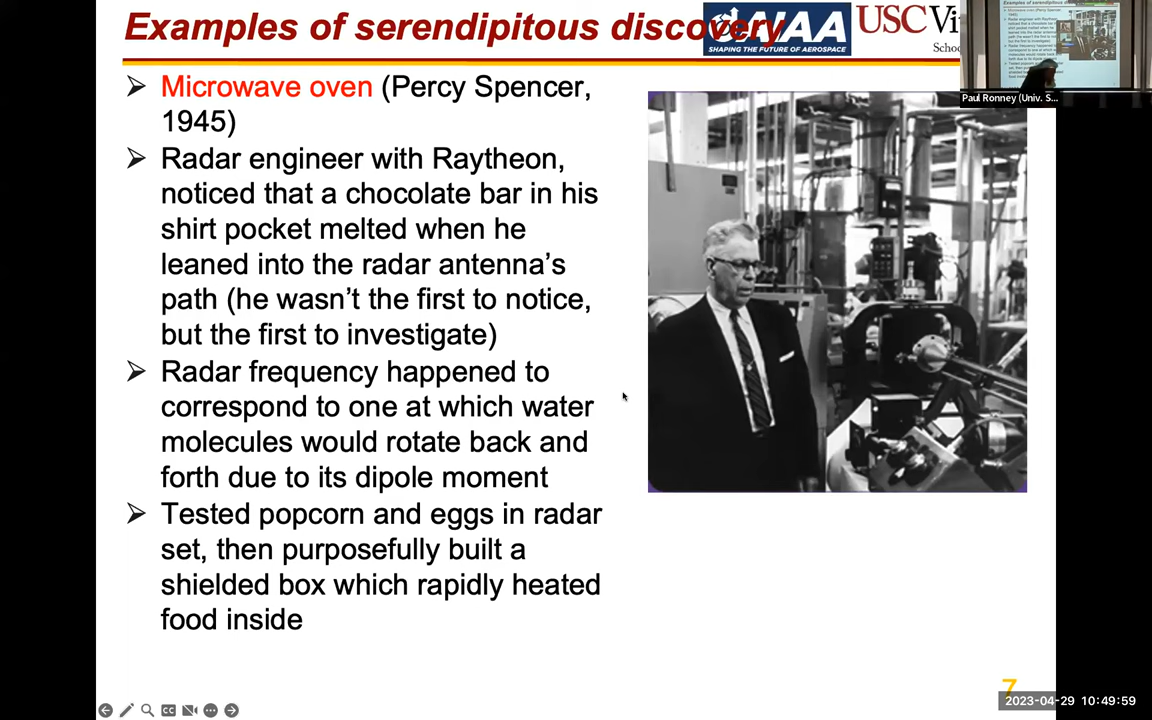 Examples of serendipitous discovery
AIAA
SHAPING THE FUTURE OF AEROSPACE
USC
Paul Ronney (Univ. S...
➢ Microwave oven (Percy Spencer,
1945)
➢ Radar engineer with Raytheon,
noticed that a chocolate bar in his
shirt pocket melted when he
leaned into the radar antenna’s
path (he wasn’t the first to notice,
but the first to investigate)
➢ Radar frequency happened to
correspond to one at which water
molecules would rotate back and
forth due to its dipole moment
➢ Tested popcorn and eggs in radar
set, then purposefully built a
shielded box which rapidly heated
food inside
7
2023-04-29 10:49:59
CC